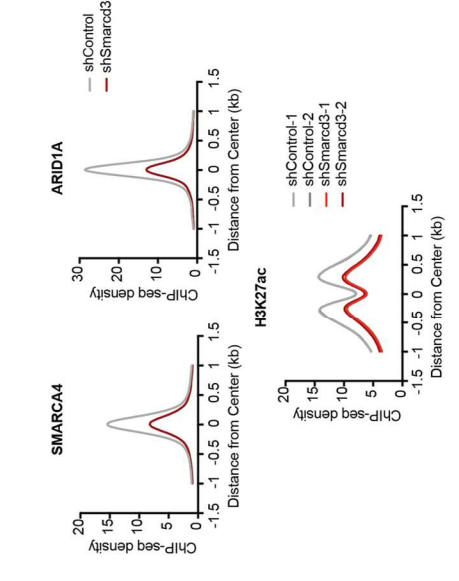 SMARCA4
ChIP-seq density
20
15
10
5
0
-1.5 -1 -0.5 0 0.5 1 1.5
Distance from Center (kb)
ARID1A
ChIP-seq density
30
20
10
0
-1.5 -1 -0.5 0 0.5 1 1.5
Distance from Center (kb)
shControl
shSmarcd3
H3K27ac
ChIP-seq density
20
15
10
5
0
-1.5 -1 -0.5 0 0.5 1 1.5
Distance from Center (kb)
shControl-1
shControl-2
shSmarcd3-1
shSmarcd3-2